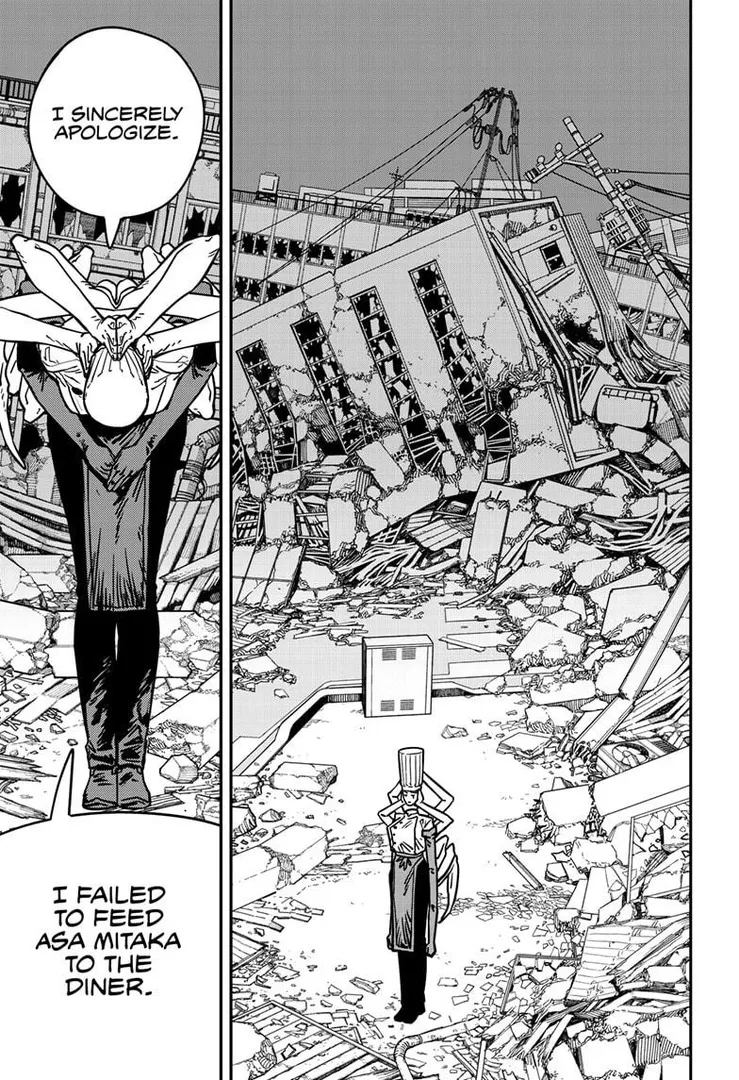 I SINCERELY
APOLOGIZE.
I FAILED
TO FEED
ASA MITAKA
TO THE
DINER.